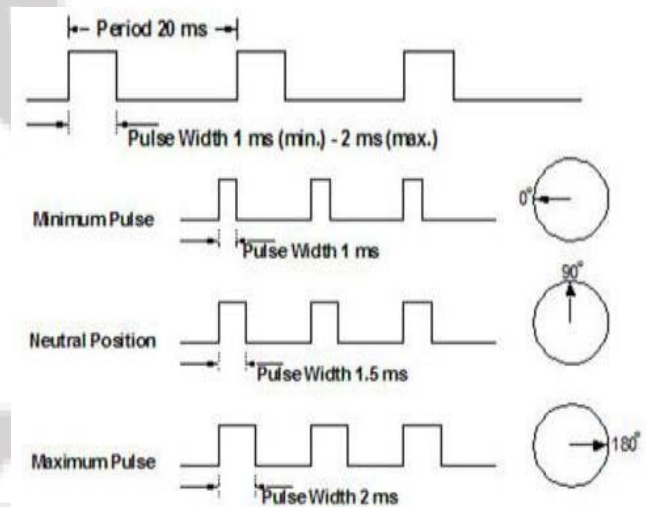 Period 20 ms
Pulse Width 1 ms (min.) - 2 ms (max.)
Minimum Pulse
0°
Pulse Width 1 ms
90°
Neutral Position
Pulse Width 1.5 ms
Maximum Pulse
180°
Pulse Width 2 ms